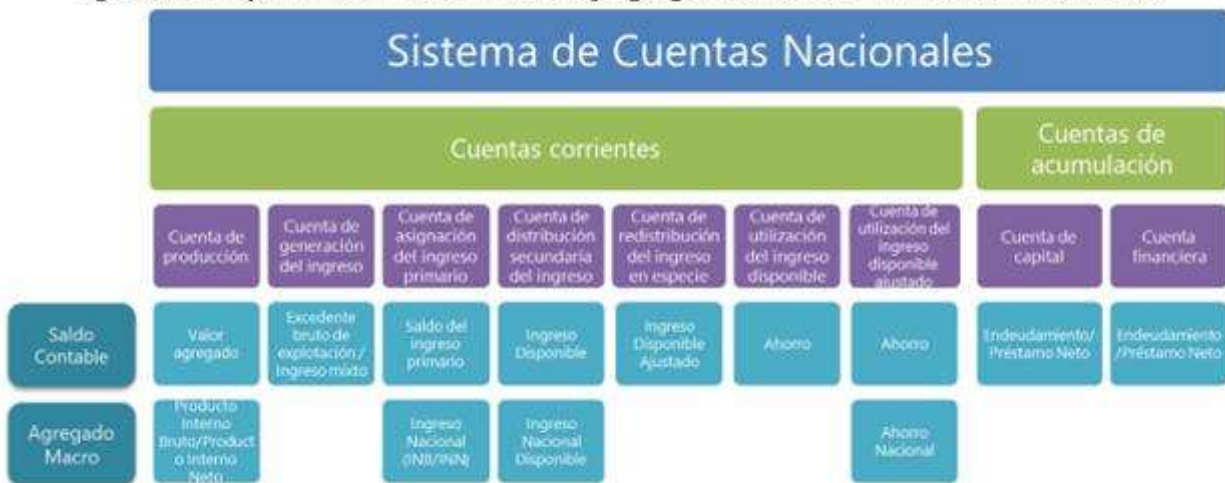 Sistema de Cuentas Nacionales
Cuentas corrientes
Cuentas de
acumulación
Cuenta de
producción
Cuenta de
generación
del ingreso
Cuenta de
asignación
del ingreso
primario
Cuenta de
distribución
secundaria
del ingreso
Cuenta de
redistribución
del ingreso
en especie
Cuenta de
utilización
del ingreso
disponible
Cuenta de
utilización del
ingreso
disponible
ajustado
Cuenta de
capital
Cuenta
financiera
Saldo
Contable
Valor
agregado
Excedente
bruto de
explotación /
Ingreso mixto
Saldo del
ingreso
primario
Ingreso
Disponible
Ingreso
Disponible
Ajustado
Ahorro
Ahorro
Endeudamiento/
Préstamo Neto
Endeudamiento
/Préstamo Neto
Agregado
Macro
Producto
Interno
Bruto/Product
o Interno
Neto
Ingreso
Nacional
(INB/INN)
Ingreso
Nacional
Disponible
Ahorro
Nacional